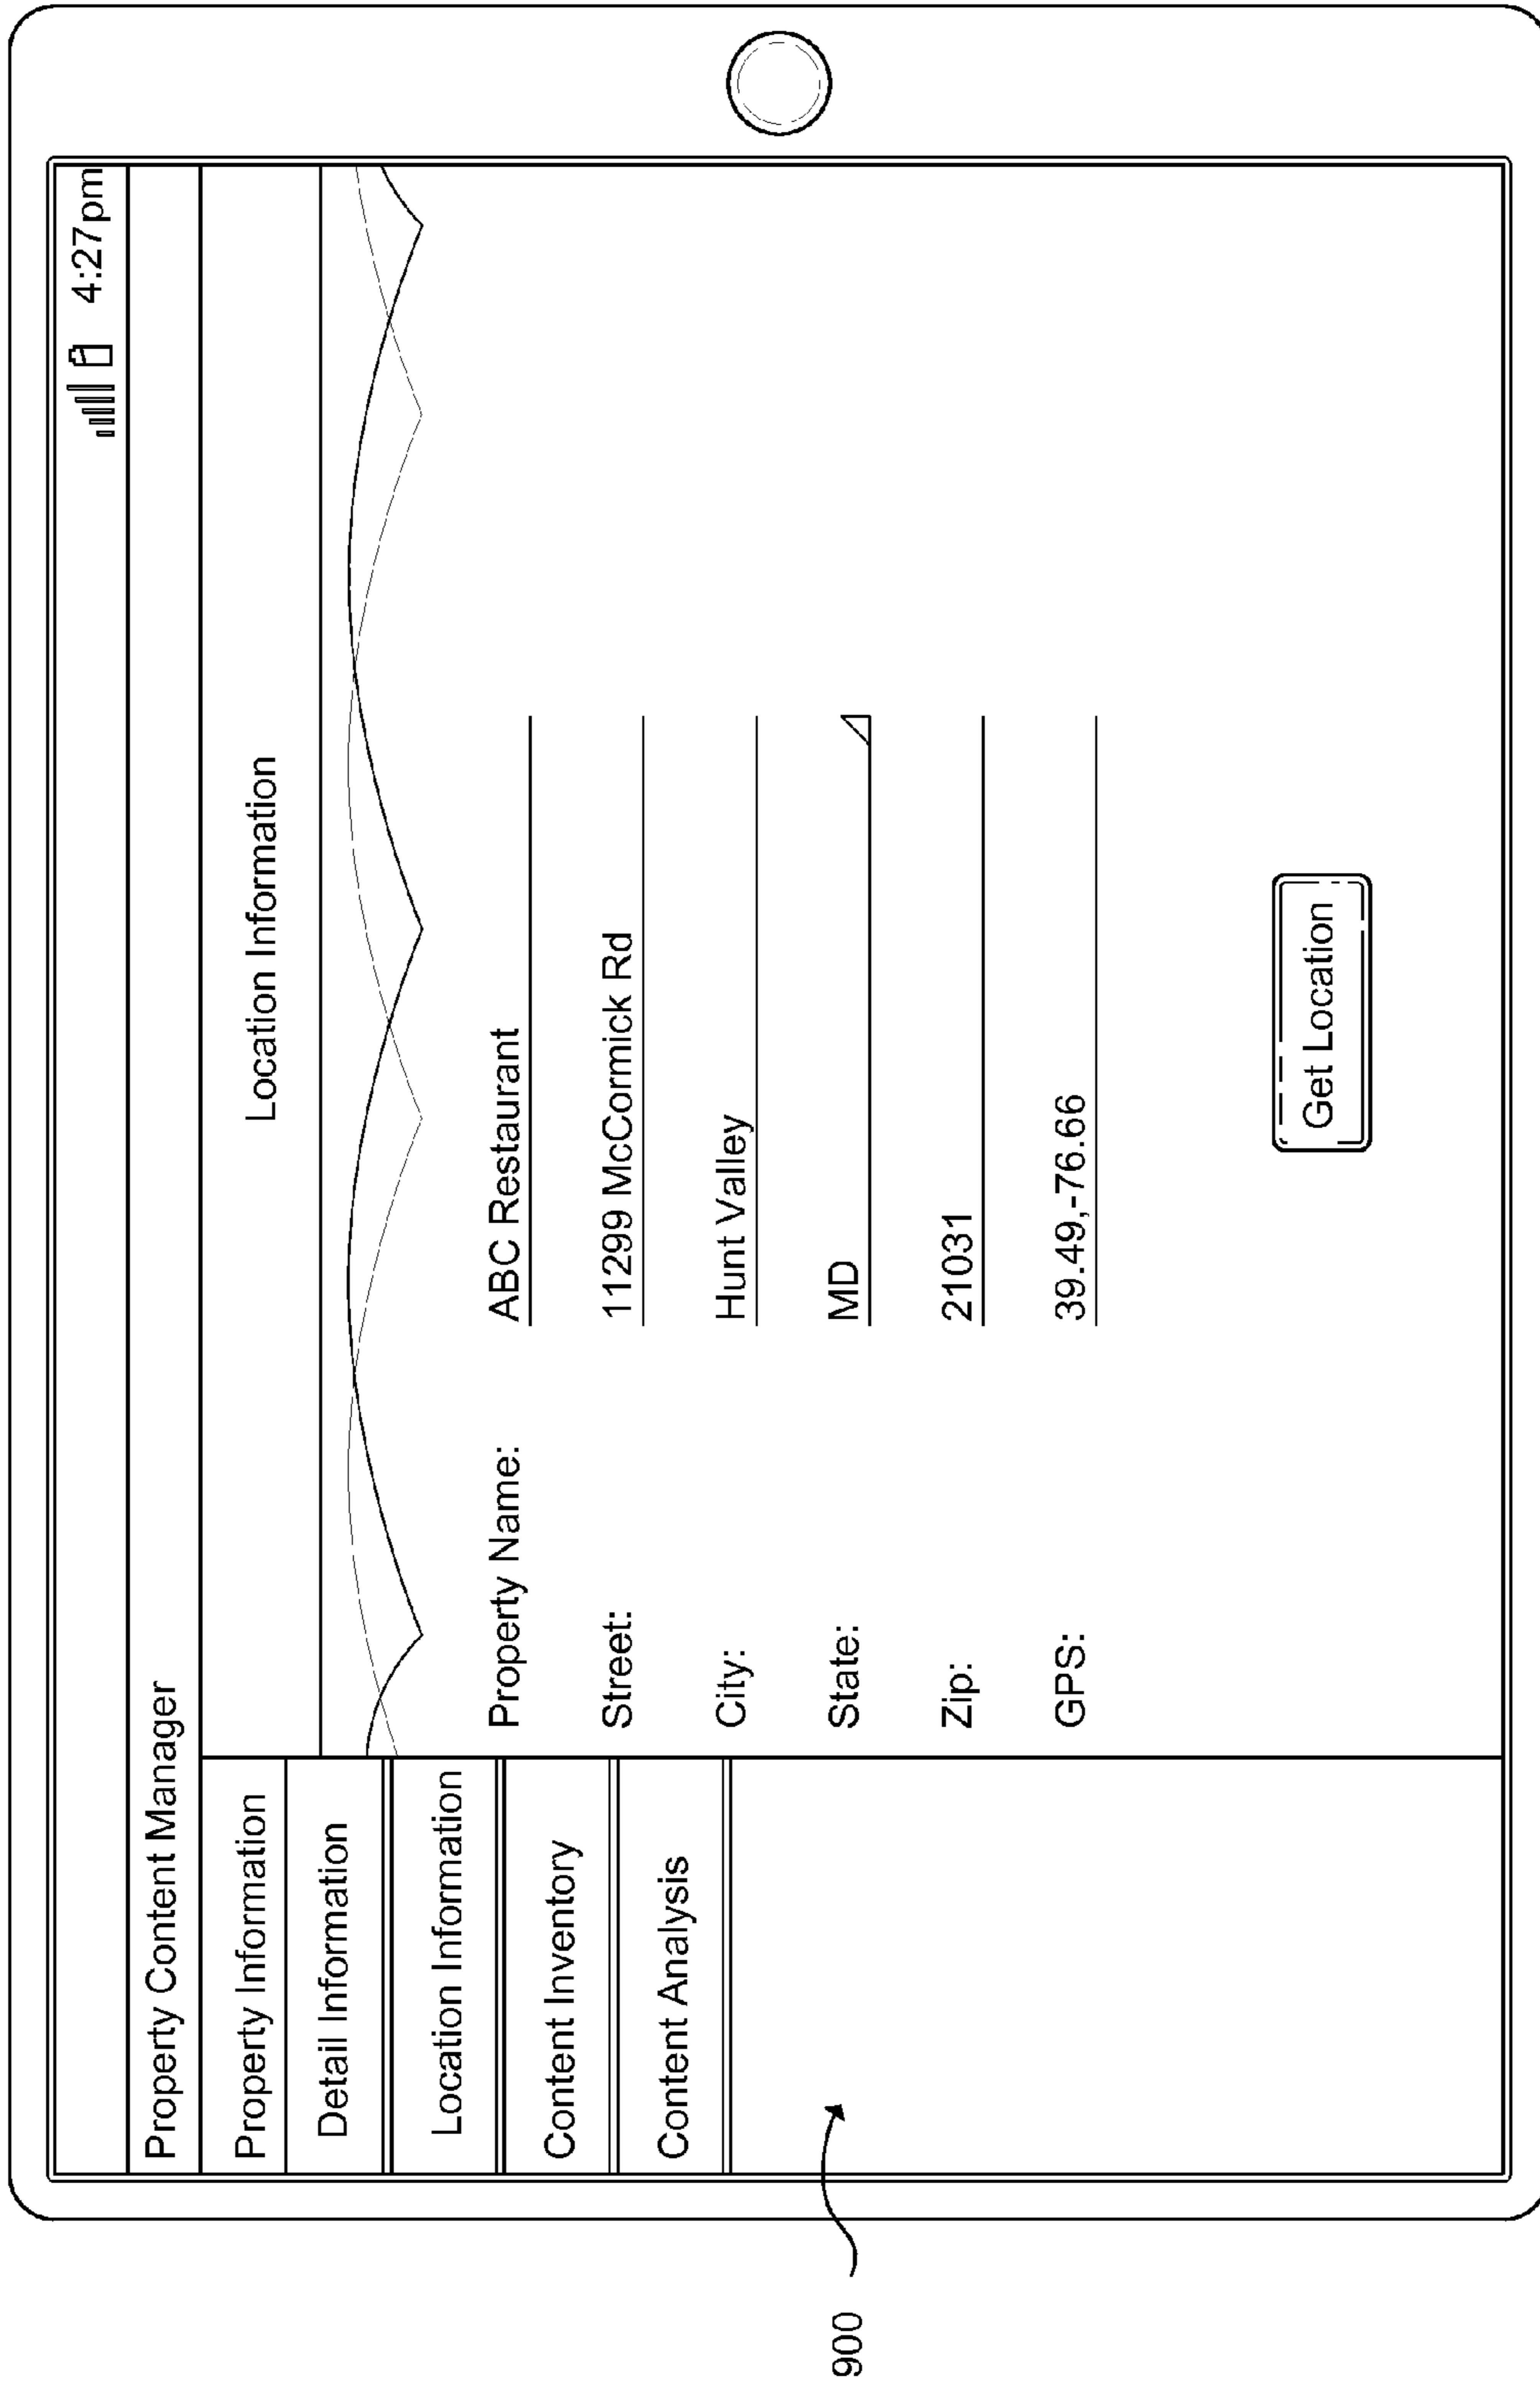 4:27pm
Property Content Manager
Property Information
Detail Information
Location Information
Content Inventory
Content Analysis
Location Information
Property Name: ABC Restaurant
Street: 11299 McCormick Rd
City: Hunt Valley
State: MD
Zip: 21031
GPS: 39.49,-76.66
Get Location
900